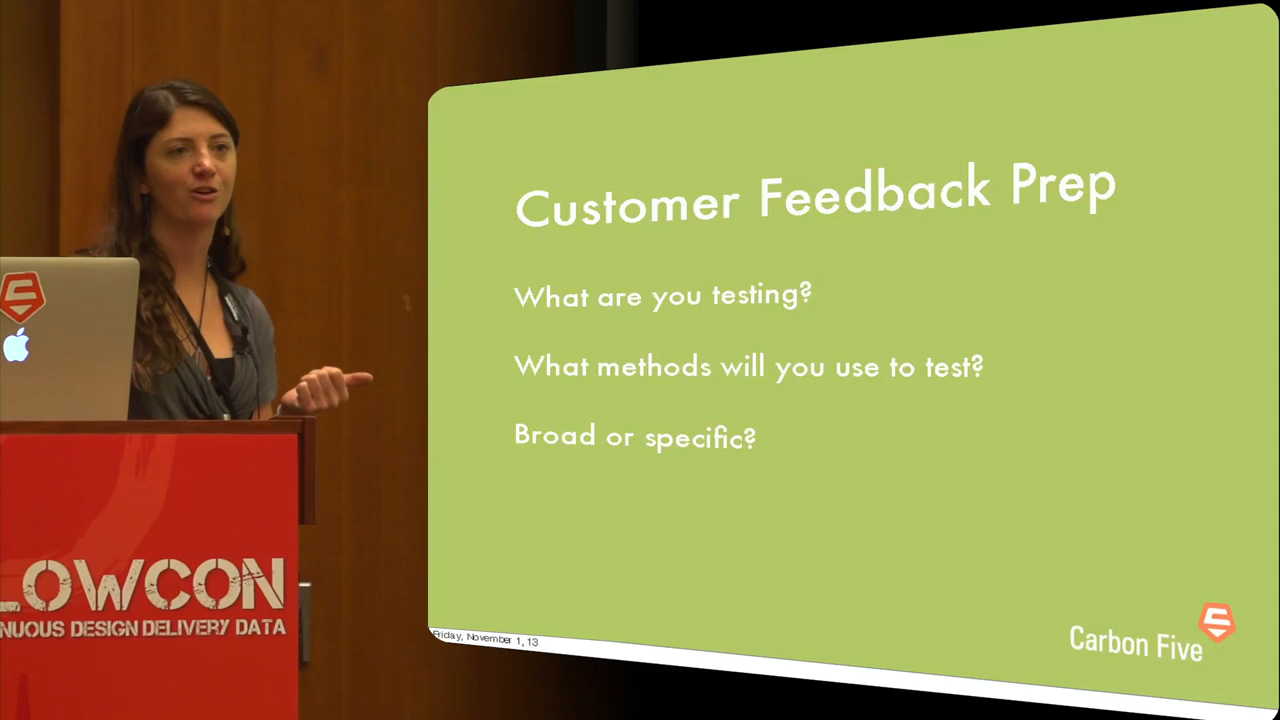 Customer Feedback Prep
What are you testing?
What methods will you use to test?
Broad or specific?
Friday, November 1, 13
Carbon Five
LOWCON
NUOUS DESIGN DELIVERY DATA